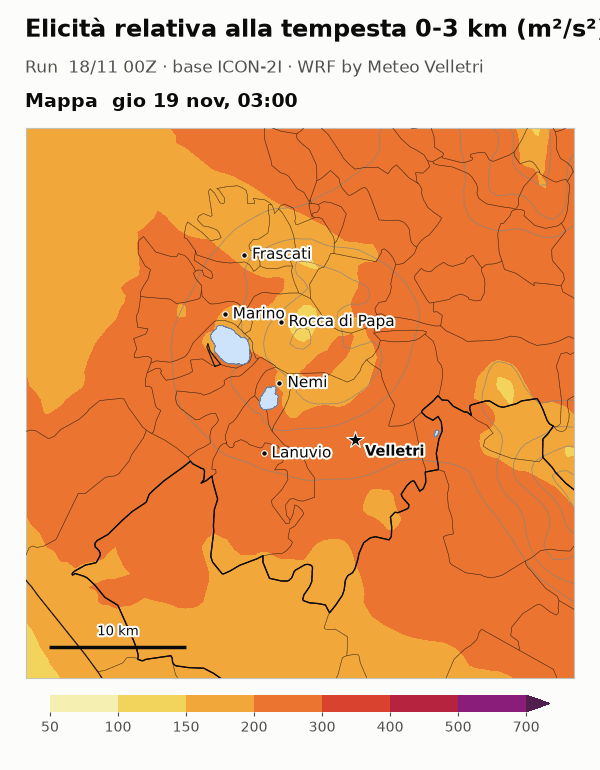 Elicità relativa alla tempesta 0-3 km (m²/s²)
Run 18/11 00Z · base ICON-2I · WRF by Meteo Velletri
Mappa gio 19 nov, 03:00
Frascati
Marino
Rocca di Papa
Nemi
Velletri
Lanuvio
10 km
50 100 150 200 300 400 500 700